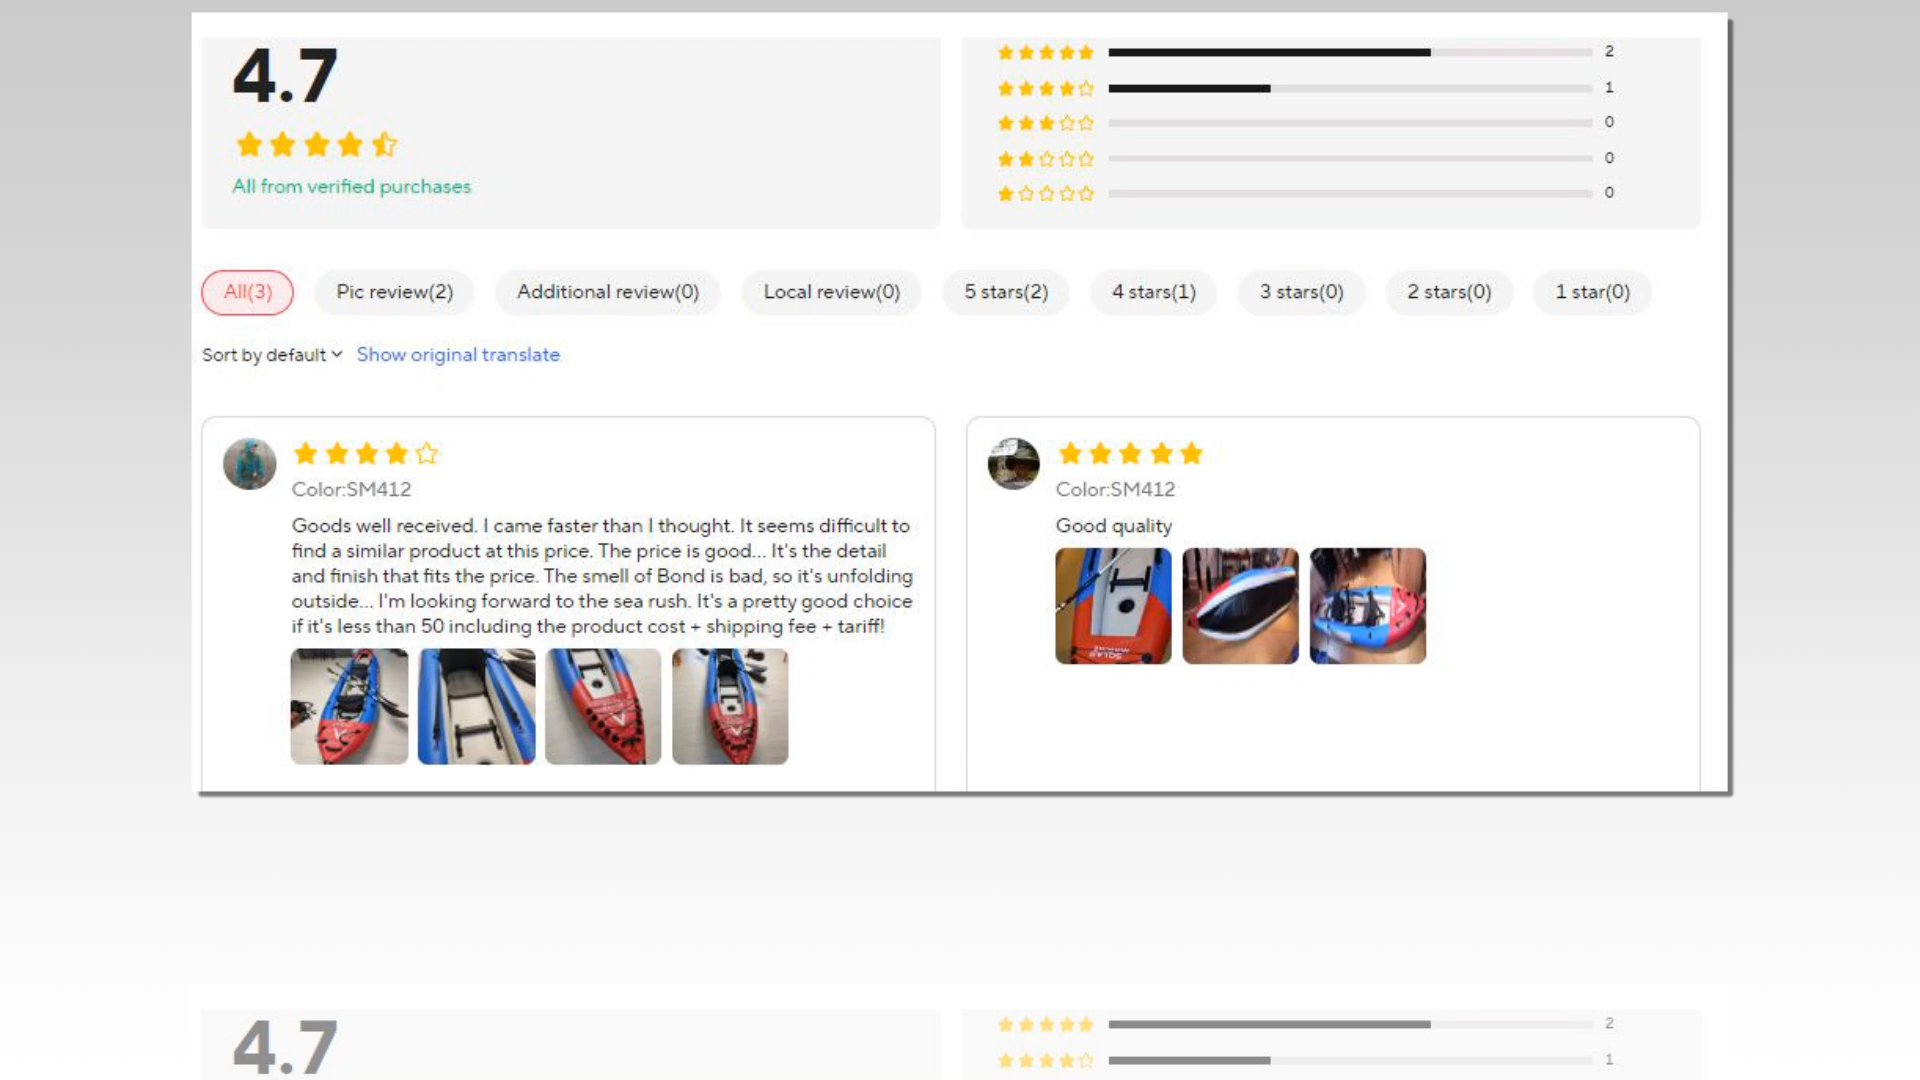 4.7
All from verified purchases
2
1
0
0
0
All(3)
Pic review(2)
Additional review(0)
Local review(0)
5 stars(2)
4 stars(1)
3 stars(0)
2 stars(0)
1 star(0)
Sort by default
Show original translate
Color:SM412
Goods well received. I came faster than I thought. It seems difficult to
find a similar product at this price. The price is good... It's the detail
and finish that fits the price. The smell of Bond is bad, so it's unfolding
outside... I'm looking forward to the sea rush. It's a pretty good choice
if it's less than 50 including the product cost + shipping fee + tariff!
Color:SM412
Good quality
4.7
2
1